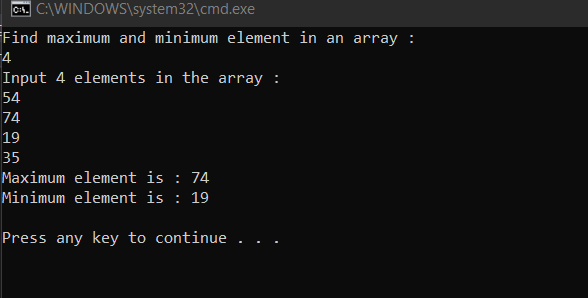 C:\WINDOWS\system32\cmd.exe
Find maximum and minimum element in an array :
4
Input 4 elements in the array :
54
74
19
35
Maximum element is : 74
Minimum element is : 19
Press any key to continue . . .